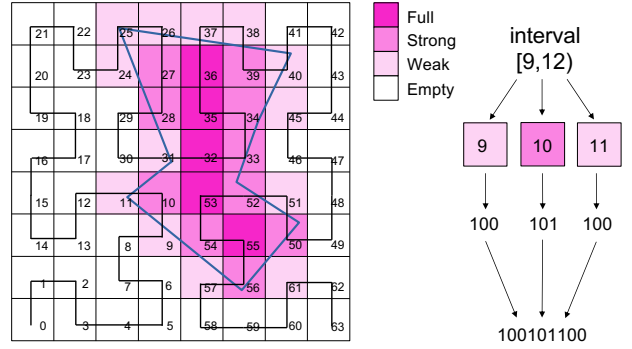 21 22 25 26 37 38 41 42
20 23 24 27 36 39 40 43
19 18 29 28 35 34 45 44
16 17 30 31 32 33 46 47
15 12 11 10 53 52 51 48
14 13 8 9 54 55 50 49
1 2 7 6 57 56 61 62
0 3 4 5 58 59 60 63
Full
Strong
Weak
Empty
interval
[9,12)
9 10 11
100 101 100
100101100